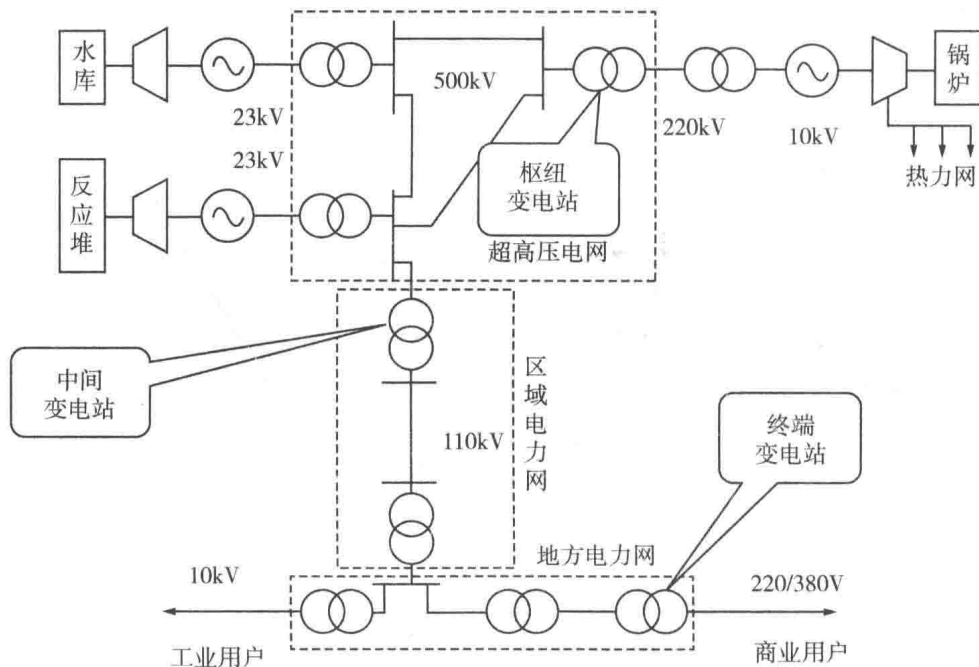 水库
23kV
500kV
220kV
10kV
锅炉
热力网
23kV
反应堆
枢纽
变电站
超高压电网
中间
变电站
区域电力网
110kV
终端
变电站
地方电力网
10kV
220/380V
工业用户
商业用户